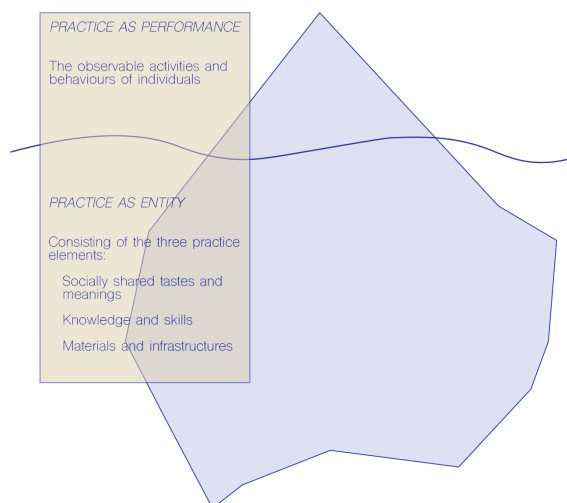 PRACTICE AS PERFORMANCE
The observable activities and
behaviours of individuals
PRACTICE AS ENTITY
Consisting of the three practice
elements:
Socially shared tastes and
meanings
Knowledge and skills
Materials and infrastructures